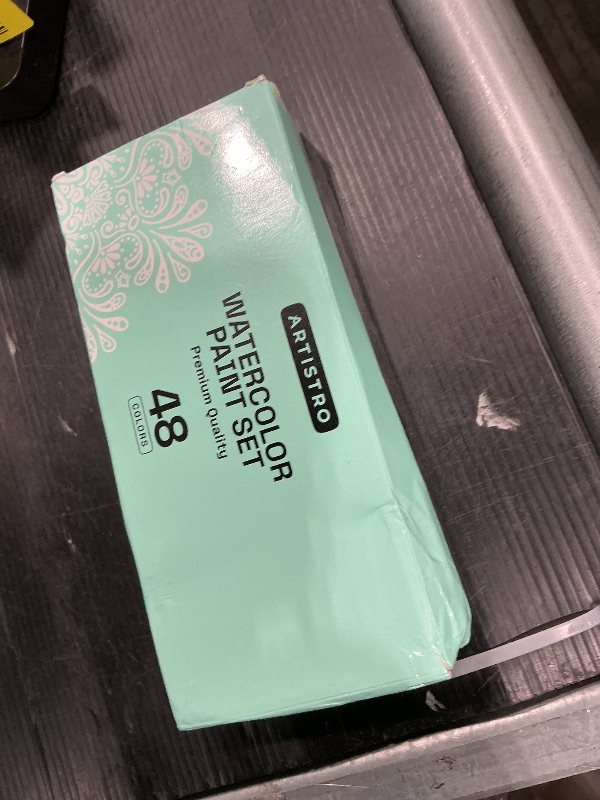 ARTISTRO
WATERCOLOR
PAINT SET
Premium Quality
48
COLORS